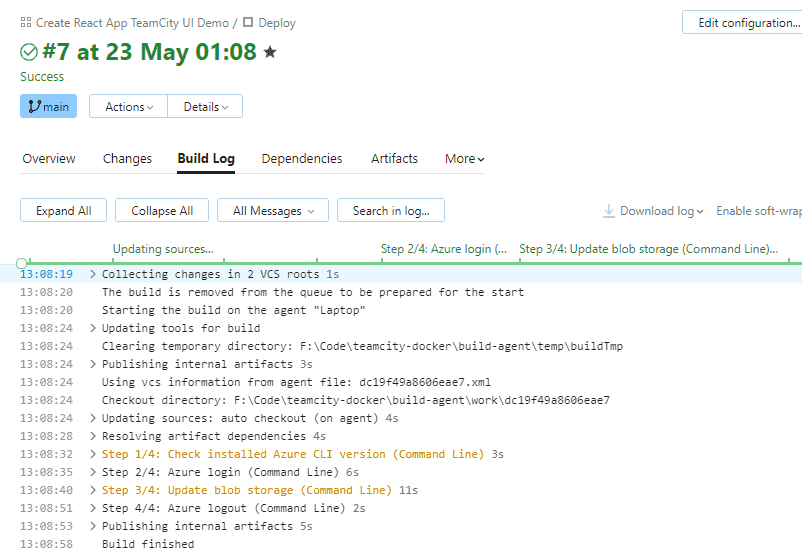 Create React App TeamCity UI Demo / Deploy
Edit configuration...
#7 at 23 May 01:08
Success
main Actions Details
Overview Changes Build Log Dependencies Artifacts More
Expand All Collapse All All Messages Search in log... Download log Enable soft-wrap
Updating sources... Step 2/4: Azure login (... Step 3/4: Update blob storage (Command Line)...
13:08:19 Collecting changes in 2 VCS roots 1s
13:08:20 The build is removed from the queue to be prepared for the start
13:08:20 Starting the build on the agent "Laptop"
13:08:24 Updating tools for build
13:08:24 Clearing temporary directory: F:\Code\teamcity-docker\build-agent\temp\buildTmp
13:08:24 Publishing internal artifacts 3s
13:08:24 Using vcs information from agent file: dc19f49a8606eae7.xml
13:08:24 Checkout directory: F:\Code\teamcity-docker\build-agent\work\dc19f49a8606eae7
13:08:24 Updating sources: auto checkout (on agent) 4s
13:08:28 Resolving artifact dependencies 4s
13:08:32 Step 1/4: Check installed Azure CLI version (Command Line) 3s
13:08:35 Step 2/4: Azure login (Command Line) 6s
13:08:40 Step 3/4: Update blob storage (Command Line) 11s
13:08:51 Step 4/4: Azure logout (Command Line) 2s
13:08:53 Publishing internal artifacts 5s
13:08:58 Build finished